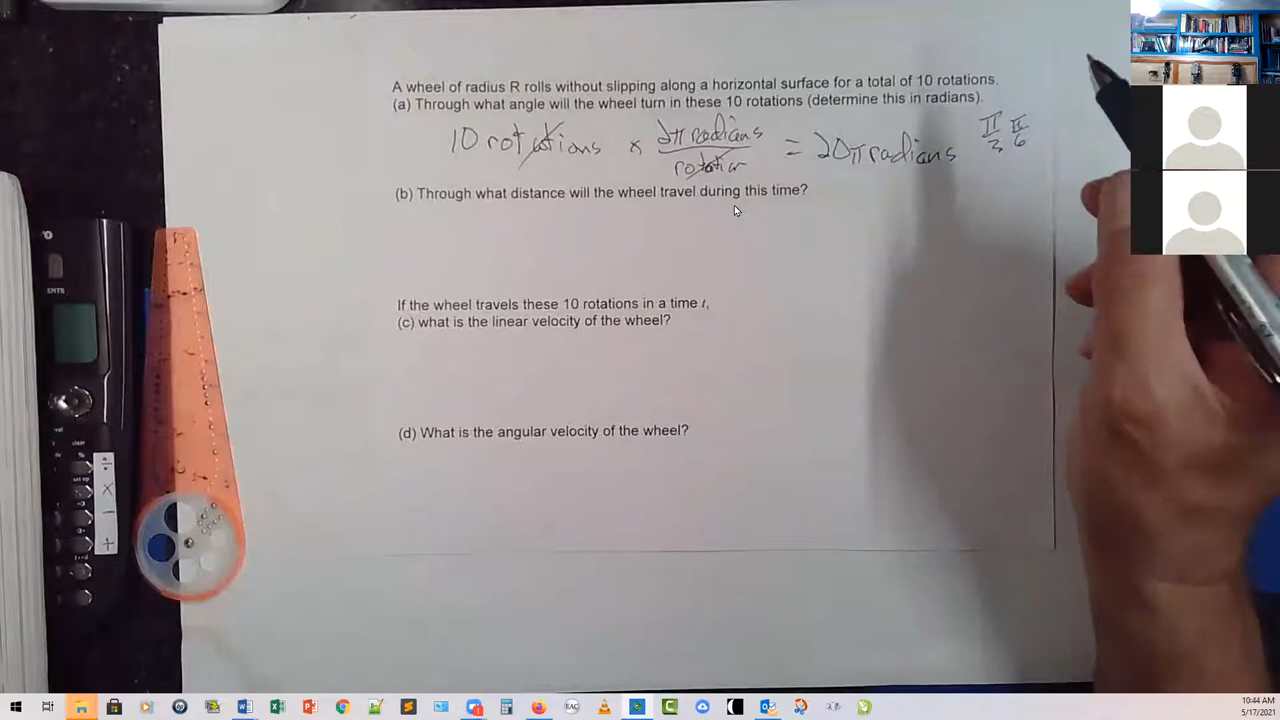 A wheel of radius R rolls without slipping along a horizontal surface for a total of 10 rotations.
(a) Through what angle will the wheel turn in these 10 rotations (determine this in radians).
10 rotations × 2π radians / rotation = 20π radians π/3 π/6
(b) Through what distance will the wheel travel during this time?
If the wheel travels these 10 rotations in a time t,
(c) what is the linear velocity of the wheel?
(d) What is the angular velocity of the wheel?
ENTS
÷ × − +
EAC
10:44 AM
5/17/2021